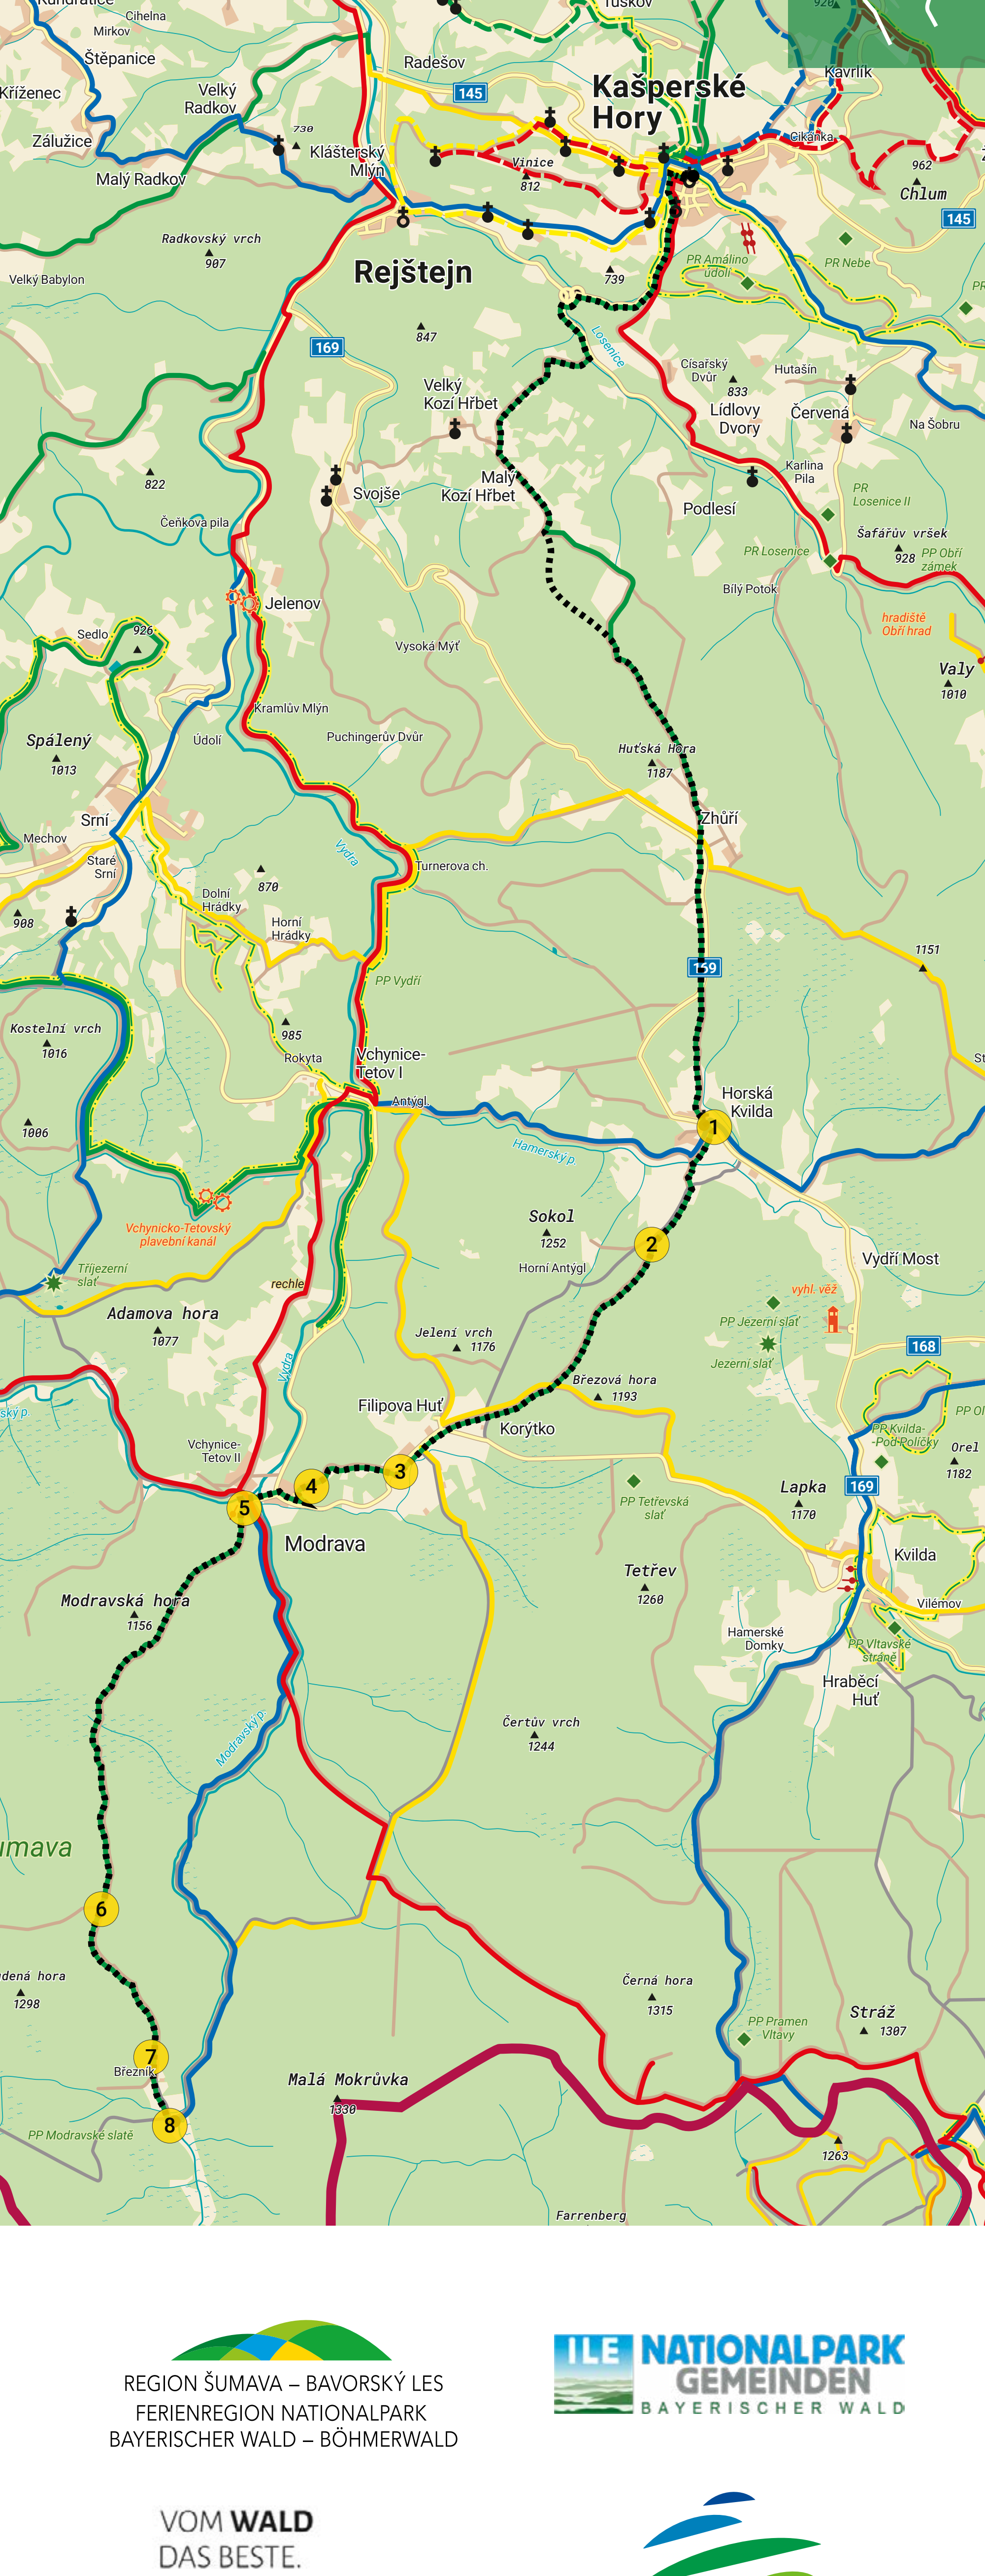 Mirkov
Cihelna
Štěpanice
Radešov
Kříženec
Velký
Radkov
145
Kašperské
Hory
Kavrlík
920
Zálužice
730
Klášterský
Mlýn
Cikánka
Vinice
812
962
Chlum
Malý Radkov
145
Radkovský vrch
907
Rejštejn
PR Amálino
údolí
PR Nebe
Velký Babylon
739
847
169
Losenice
Císařský
Dvůr
833
Hutašín
Velký
Kozí Hřbet
Lídlovy
Dvory
Červená
Na Šobru
822
Svojše
Malý
Kozí Hřbet
Karlina
Pila
PR
Losenice II
Podlesí
Čeňkova pila
Šafářův vršek
928
PR Losenice
PP Obří
zámek
Bílý Potok
Jelenov
hradiště
Obří hrad
Sedlo
926
Vysoká Mýť
Valy
1010
Kramlův Mlýn
Spálený
1013
Údolí
Puchingerův Dvůr
Huťská Hora
1187
Srní
Zhůří
Mechov
Staré
Srní
Vydra
Turnerova ch.
870
Dolní
Hrádky
908
Horní
Hrádky
1151
169
PP Vydří
Kostelní vrch
1016
985
Rokyta
Vchynice-
Tetov I
Antýgl.
Horská
Kvilda
1
1006
Hamerský p.
Vchynicko-Tetovský
plavební kanál
Sokol
1252
2
Horní Antýgl
Vydří Most
Tříjezerní
slať
rechle
vyhl. věž
Adamova hora
1077
PP Jezerní slať
Jezerní slať
Jelení vrch
1176
168
Vydra
Březová hora
1193
Filipova Huť
Korýtko
PP Kvilda-
-Pod Políčky
Orel
1182
Vchynice-
Tetov II
3
4
5
PP Tetřevská
slať
Lapka
1170
169
Modrava
Kvilda
Tetřev
1260
Modravská hora
1156
Vilémov
Hamerské
Domky
PP Vltavské
stráně
Hraběcí
Huť
Modravský p.
Čertův vrch
1244
6
1298
Černá hora
1315
Stráž
1307
PP Pramen
Vltavy
7
Březník
Malá Mokrůvka
1330
8
PP Modravské slatě
1263
Farrenberg
REGION ŠUMAVA – BAVORSKÝ LES
FERIENREGION NATIONALPARK
BAYERISCHER WALD – BÖHMERWALD
ILE NATIONALPARK
GEMEINDEN
BAYERISCHER WALD
VOM WALD
DAS BESTE.